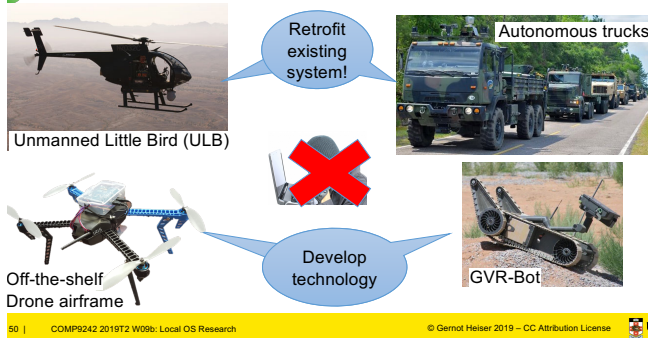 Retrofit
existing
system!
Autonomous trucks
Unmanned Little Bird (ULB)
Develop
technology
Off-the-shelf
Drone airframe
GVR-Bot
50 | COMP9242 2019T2 W09b: Local OS Research
© Gernot Heiser 2019 – CC Attribution License